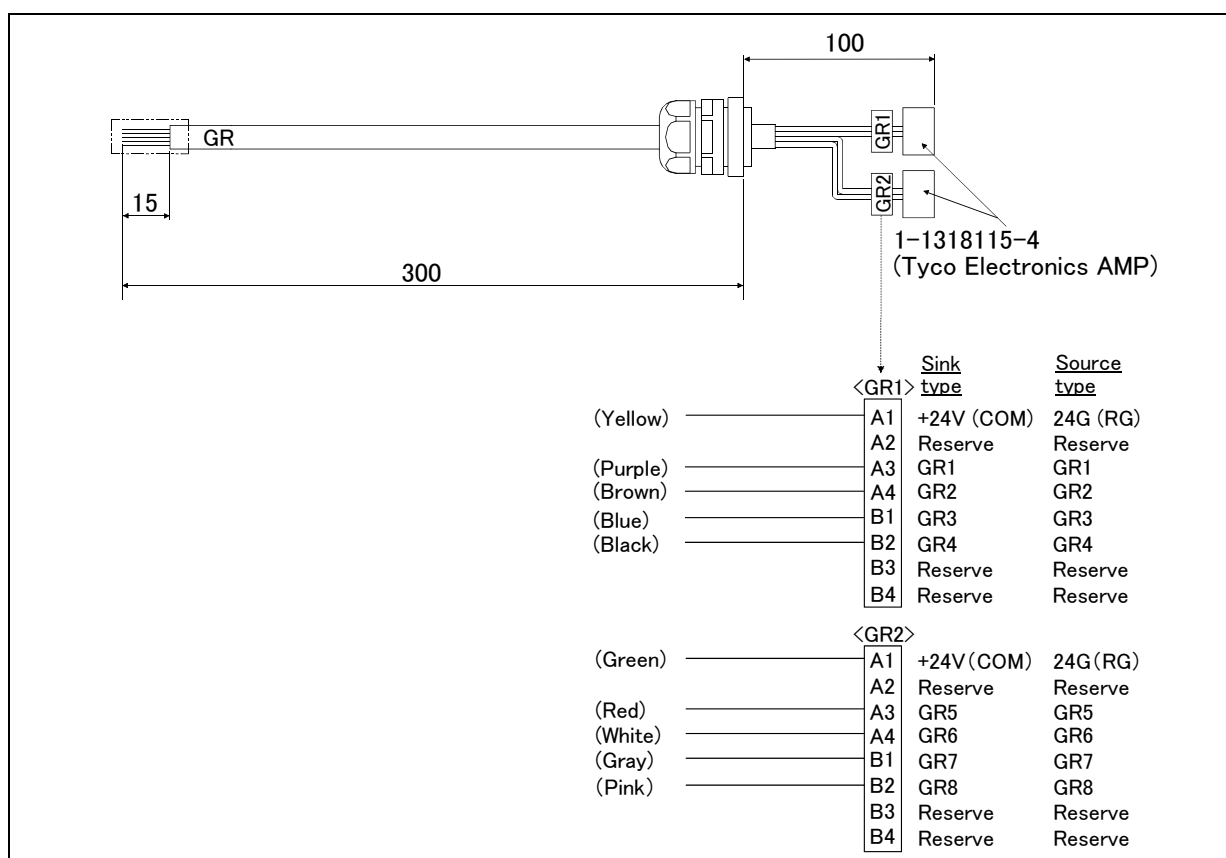 100
GR
GR1
GR2
15
300
1-1318115-4
(Tyco Electronics AMP)
Sink Source
<GR1> type type
(Yellow) A1 +24V (COM) 24G (RG)
A2 Reserve Reserve
(Purple) A3 GR1 GR1
(Brown) A4 GR2 GR2
(Blue) B1 GR3 GR3
(Black) B2 GR4 GR4
B3 Reserve Reserve
B4 Reserve Reserve
<GR2>
(Green) A1 +24V(COM) 24G(RG)
A2 Reserve Reserve
(Red) A3 GR5 GR5
(White) A4 GR6 GR6
(Gray) B1 GR7 GR7
(Pink) B2 GR8 GR8
B3 Reserve Reserve
B4 Reserve Reserve